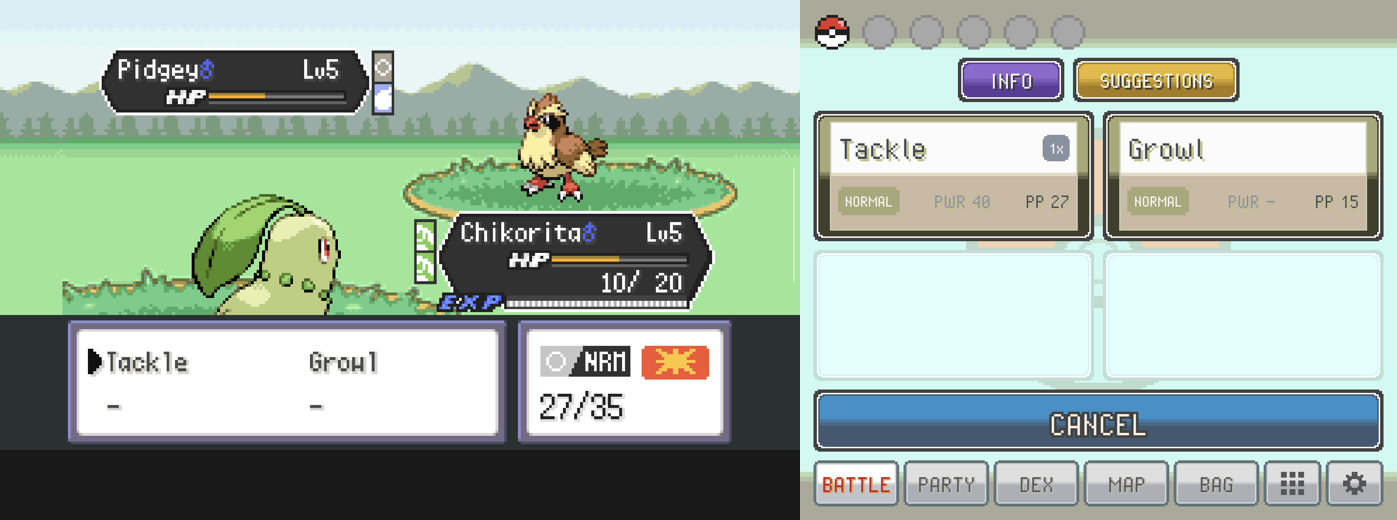 Pidgey♂ Lv5
HP
Chikorita♂ Lv5
HP
10/ 20
EXP
Tackle Growl
- -
NRM
27/35
INFO SUGGESTIONS
Tackle 1x
NORMAL PWR 40 PP 27
Growl
NORMAL PWR - PP 15
CANCEL
BATTLE PARTY DEX MAP BAG